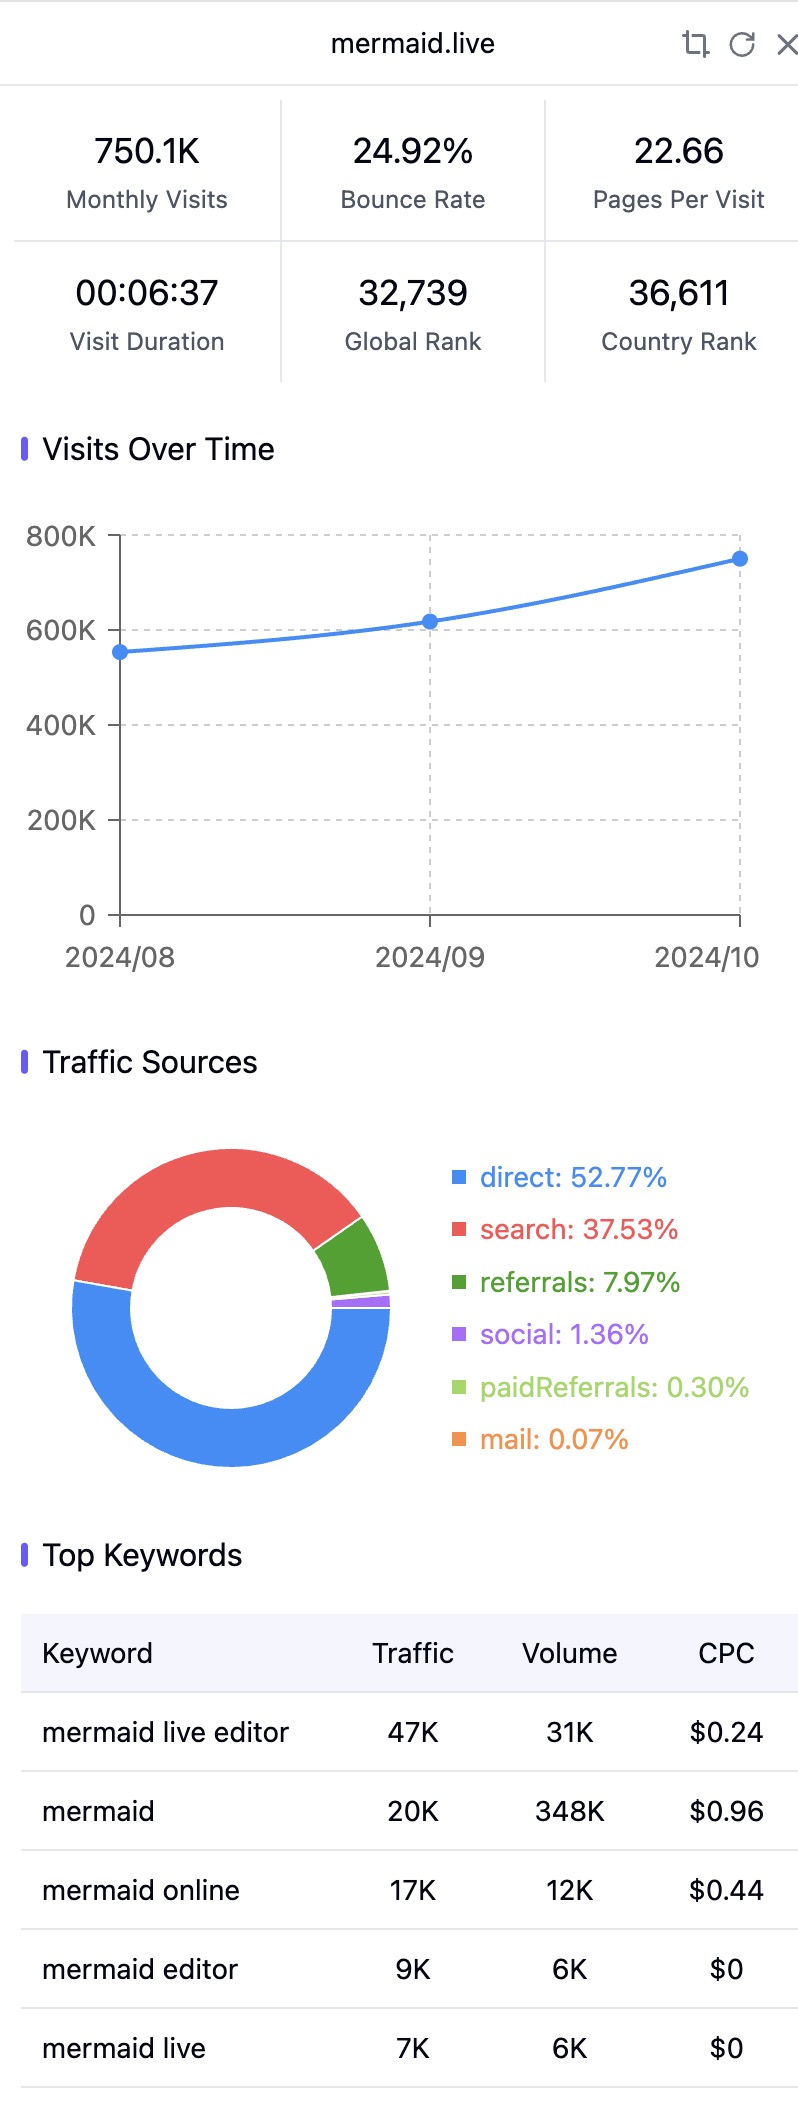 mermaid.live
750.1K 24.92% 22.66
Monthly Visits Bounce Rate Pages Per Visit
00:06:37 32,739 36,611
Visit Duration Global Rank Country Rank
Visits Over Time
800K
600K
400K
200K
0
2024/08 2024/09 2024/10
Traffic Sources
direct: 52.77%
search: 37.53%
referrals: 7.97%
social: 1.36%
paidReferrals: 0.30%
mail: 0.07%
Top Keywords
Keyword Traffic Volume CPC
mermaid live editor 47K 31K $0.24
mermaid 20K 348K $0.96
mermaid online 17K 12K $0.44
mermaid editor 9K 6K $0
mermaid live 7K 6K $0